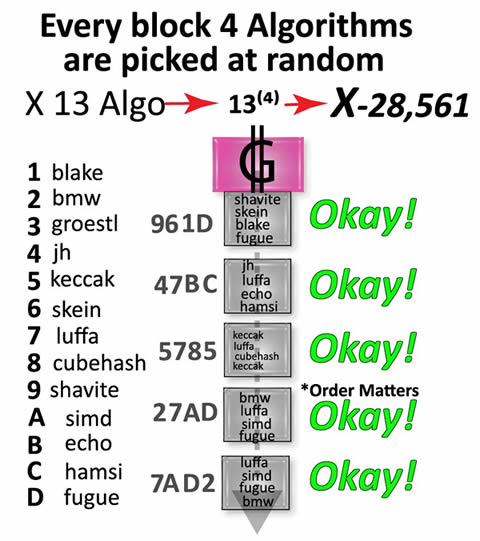 Every block 4 Algorithms
are picked at random
X 13 Algo 13(4) X-28,561
G
1 blake
2 bmw
3 groestl
4 jh
5 keccak
6 skein
7 luffa
8 cubehash
9 shavite
A simd
B echo
C hamsi
D fugue
961D
shavite
skein
blake
fugue
Okay!
47BC
jh
luffa
echo
hamsi
Okay!
5785
keccak
luffa
cubehash
keccak
Okay!
*Order Matters
27AD
bmw
luffa
simd
fugue
Okay!
7AD2
luffa
simd
fugue
bmw
Okay!